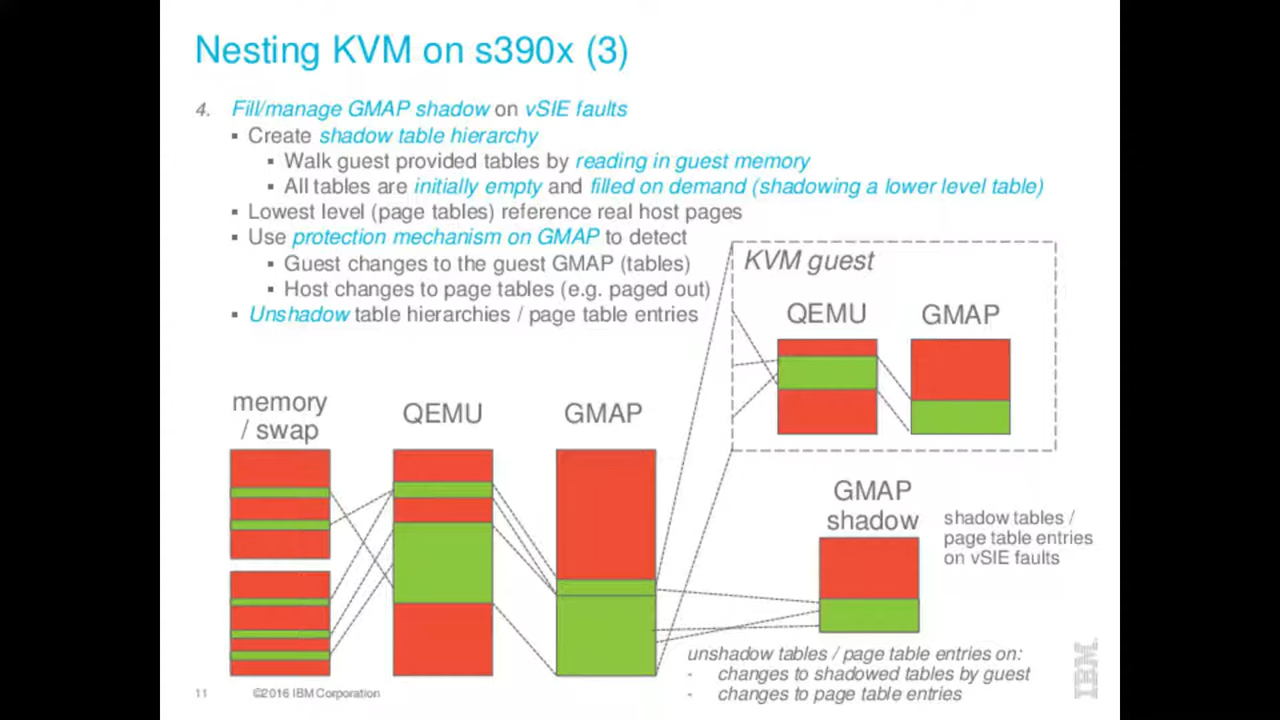 Nesting KVM on s390x (3)
4. Fill/manage GMAP shadow on vSIE faults
▪ Create shadow table hierarchy
▪ Walk guest provided tables by reading in guest memory
▪ All tables are initially empty and filled on demand (shadowing a lower level table)
▪ Lowest level (page tables) reference real host pages
▪ Use protection mechanism on GMAP to detect
▪ Guest changes to the guest GMAP (tables)
▪ Host changes to page tables (e.g. paged out)
▪ Unshadow table hierarchies / page table entries
KVM guest
QEMU
GMAP
memory
/ swap
QEMU
GMAP
GMAP
shadow
shadow tables /
page table entries
on vSIE faults
unshadow tables / page table entries on:
- changes to shadowed tables by guest
- changes to page table entries
11
©2016 IBM Corporation
IBM